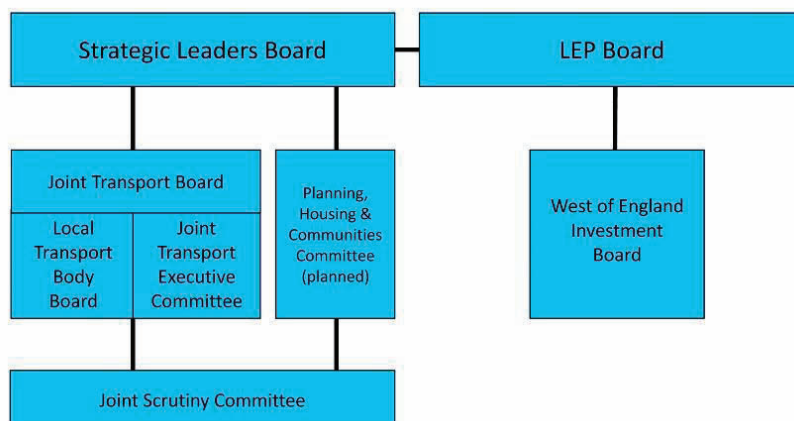 Strategic Leaders Board
LEP Board
Joint Transport Board
Local
Transport
Body
Board
Joint
Transport
Executive
Committee
Planning,
Housing &
Communities
Committee
(planned)
West of England
Investment
Board
Joint Scrutiny Committee